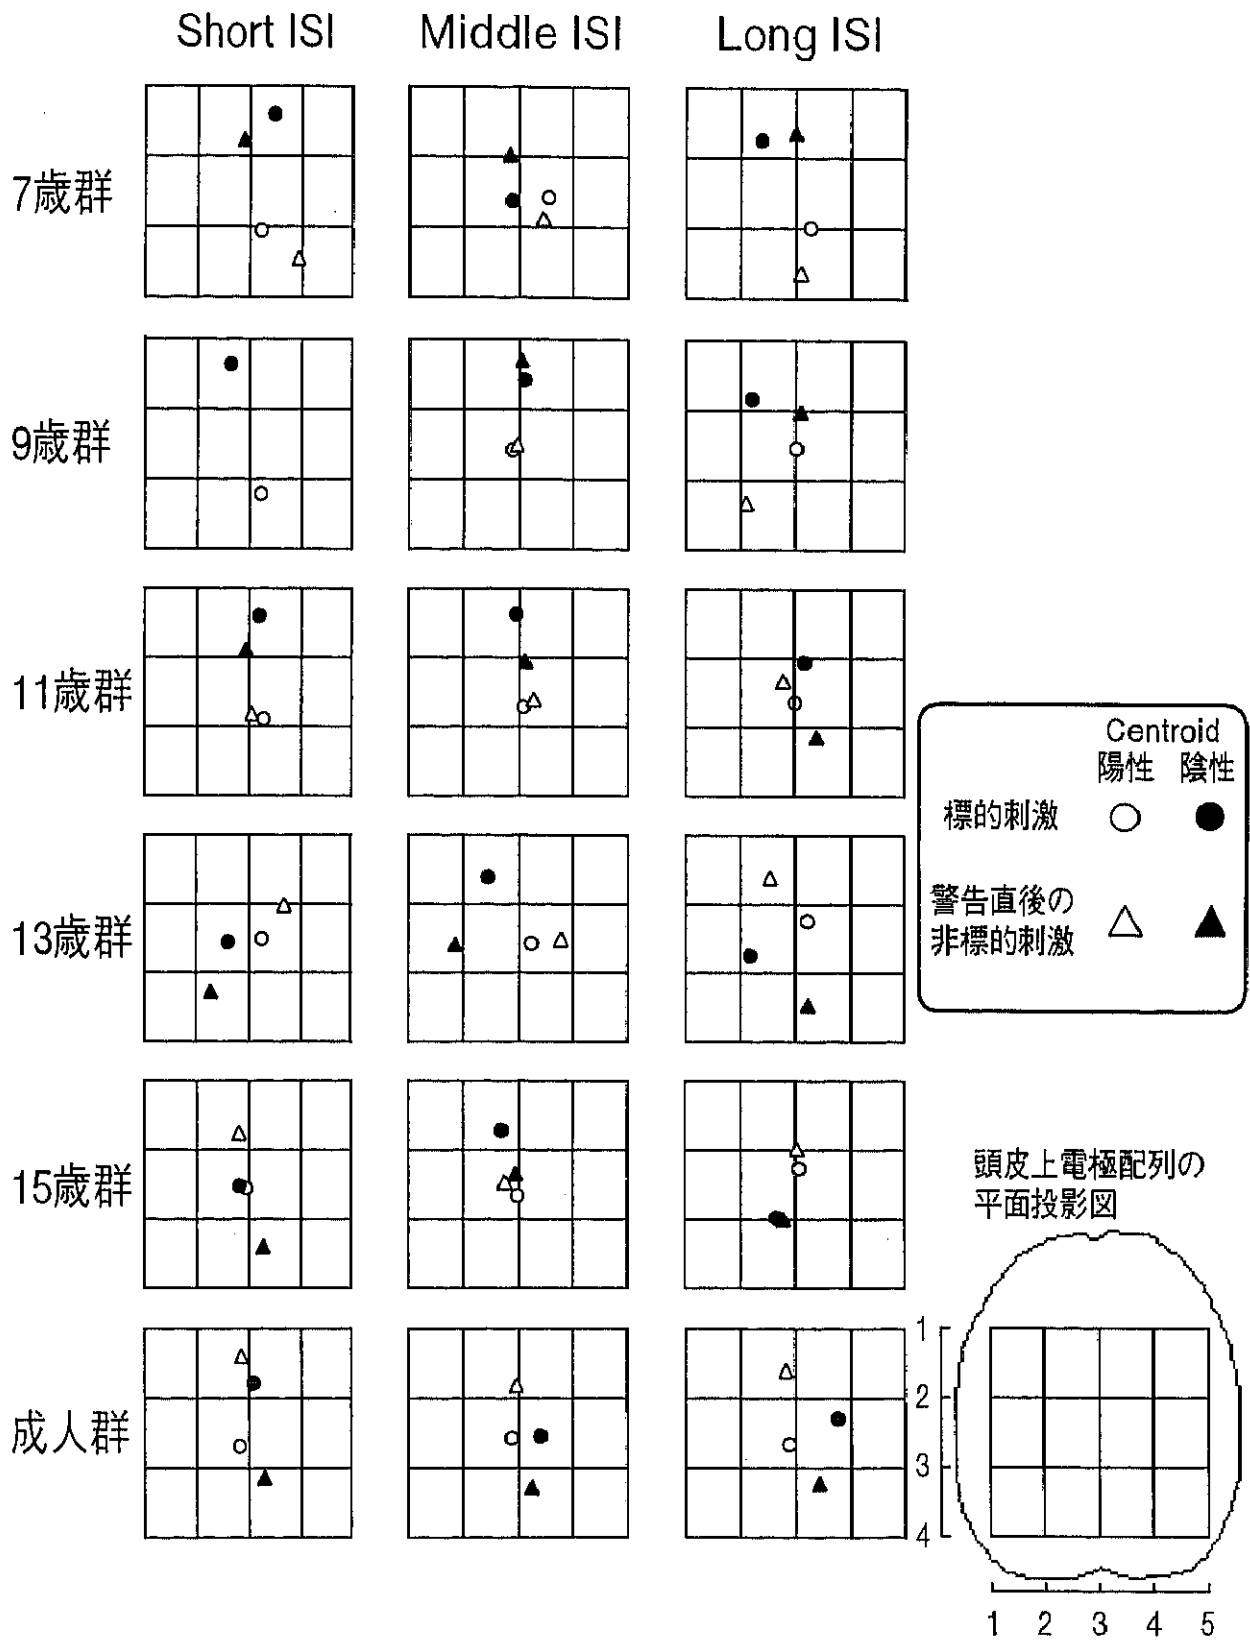 Short ISI
Middle ISI
Long ISI
7歳群
9歳群
11歳群
13歳群
15歳群
成人群
Centroid
陽性 陰性
標的刺激
警告直後の
非標的刺激
頭皮上電極配列の
平面投影図
1
2
3
4
1 2 3 4 5